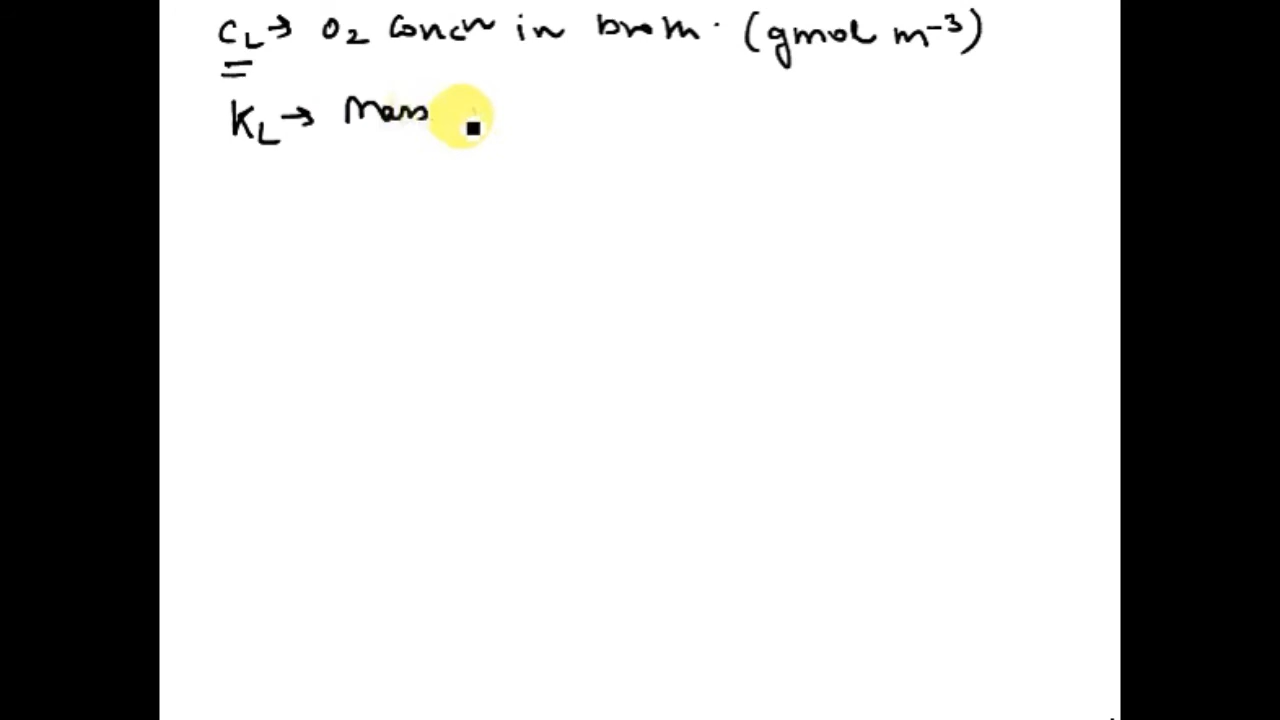 CL → O2 Concn in broth. (gmol m-3)
KL → Mass